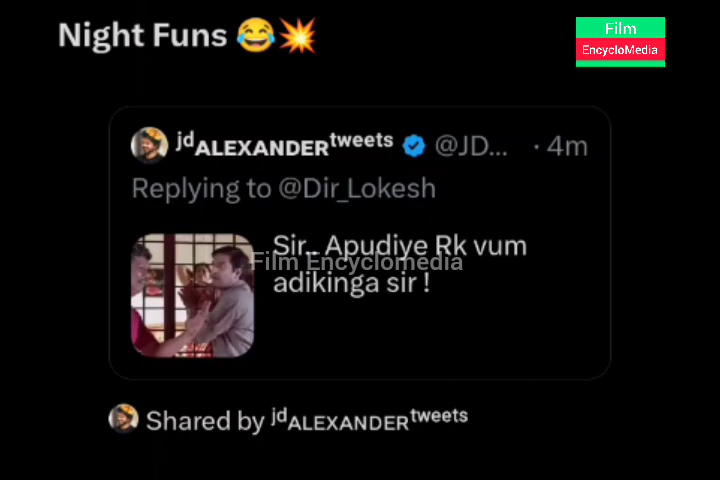 Night Funs 😂💥
Film
EncycloMedia
jdALEXANDERtweets @JD... · 4m
Replying to @Dir_Lokesh
Sir.. Apudiye Rk vum
Film Encyclomedia
adikinga sir !
Shared by jdALEXANDERtweets